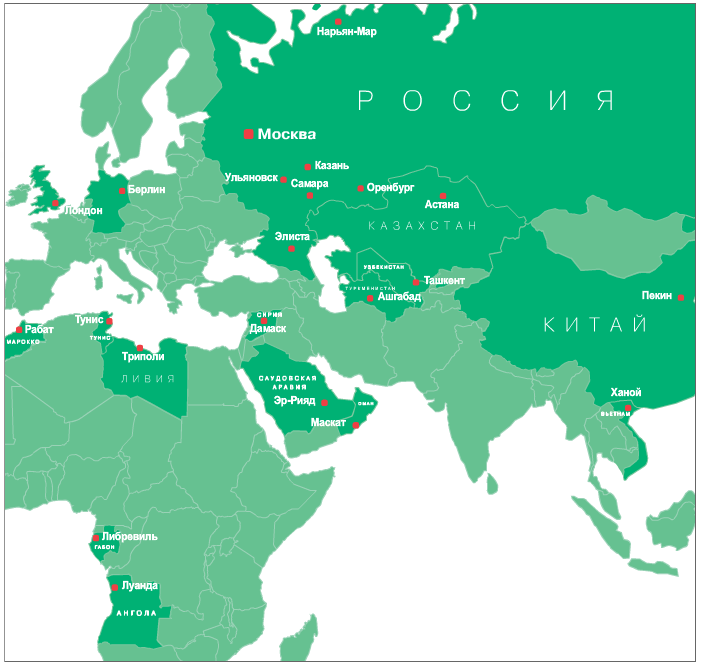 Нарьян-Мар
РОССИЯ
Москва
Казань
Ульяновск
Самара
Оренбург
Берлин
Астана
Лондон
КАЗАХСТАН
Элиста
УЗБЕКИСТАН
Ташкент
ТУРКМЕНИСТАН
Ашгабад
Пекин
СИРИЯ
Тунис
Рабат
Дамаск
КИТАЙ
МАРОККО
ТУНИС
Триполи
ЛИВИЯ
САУДОВСКАЯ
АРАВИЯ
Эр-Рияд
ОМАН
Ханой
ВЬЕТНАМ
Маскат
Либревиль
ГАБОН
Луанда
АНГОЛА